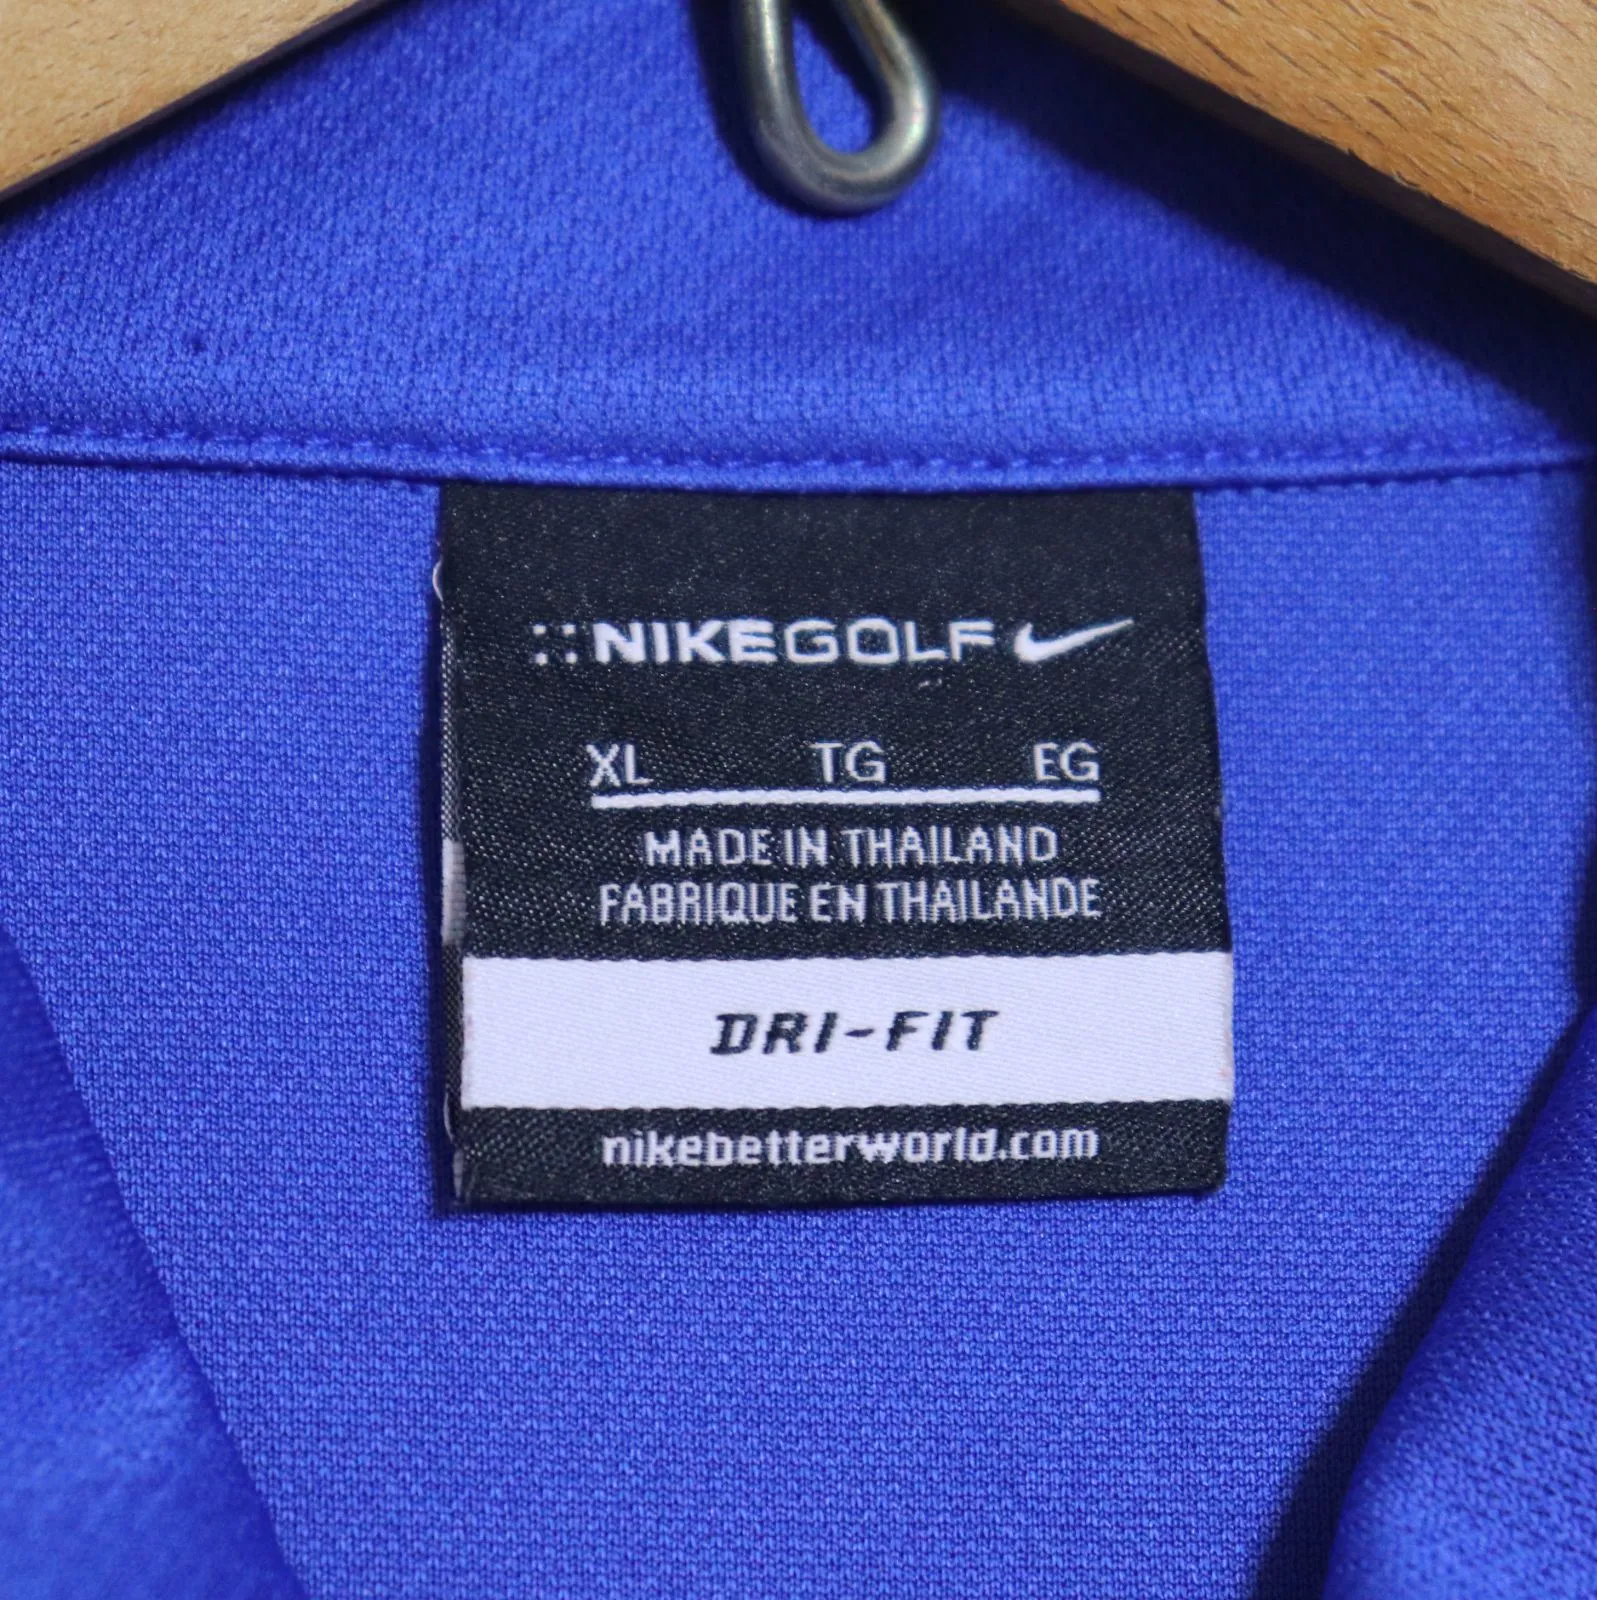 NIKEGOLF
XL TG EG
MADE IN THAILAND
FABRIQUE EN THAILANDE
DRI-FIT
nikebetterworld.com